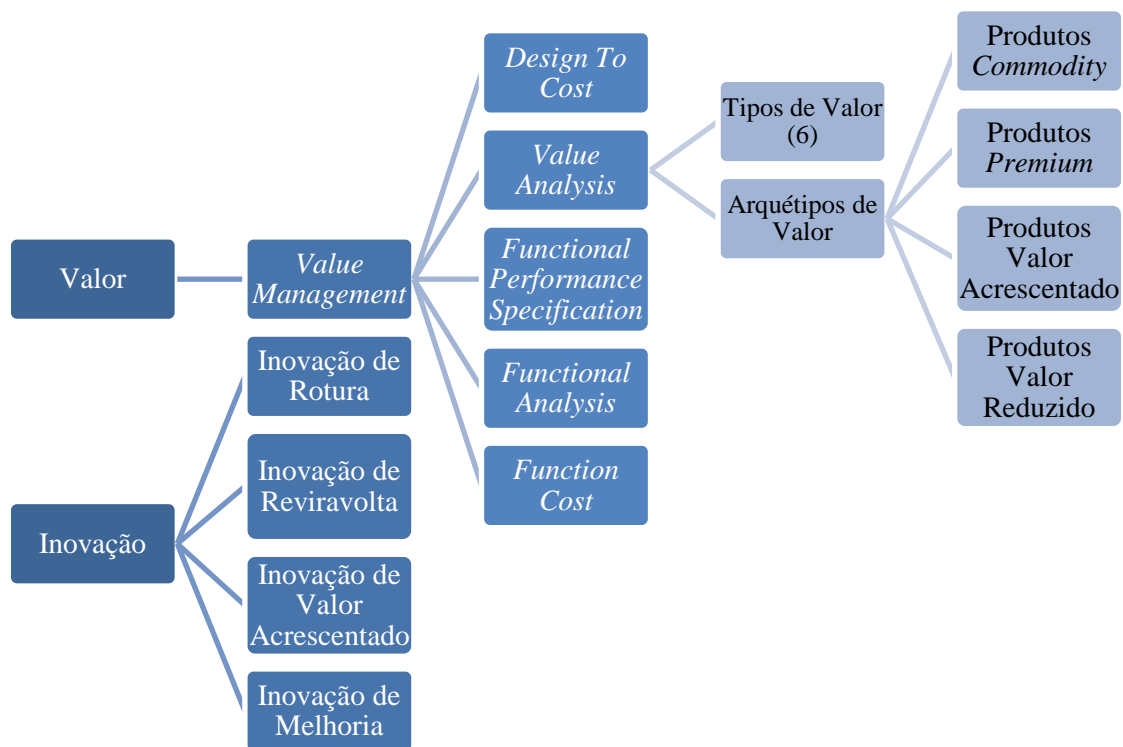 Valor
Value
Management
Design To
Cost
Value
Analysis
Functional
Performance
Specification
Functional
Analysis
Function
Cost
Tipos de Valor
(6)
Arquétipos de
Valor
Produtos
Commodity
Produtos
Premium
Produtos
Valor
Acrescentado
Produtos
Valor
Reduzido
Inovação
Inovação de
Rotura
Inovação de
Reviravolta
Inovação de
Valor
Acrescentado
Inovação de
Melhoria